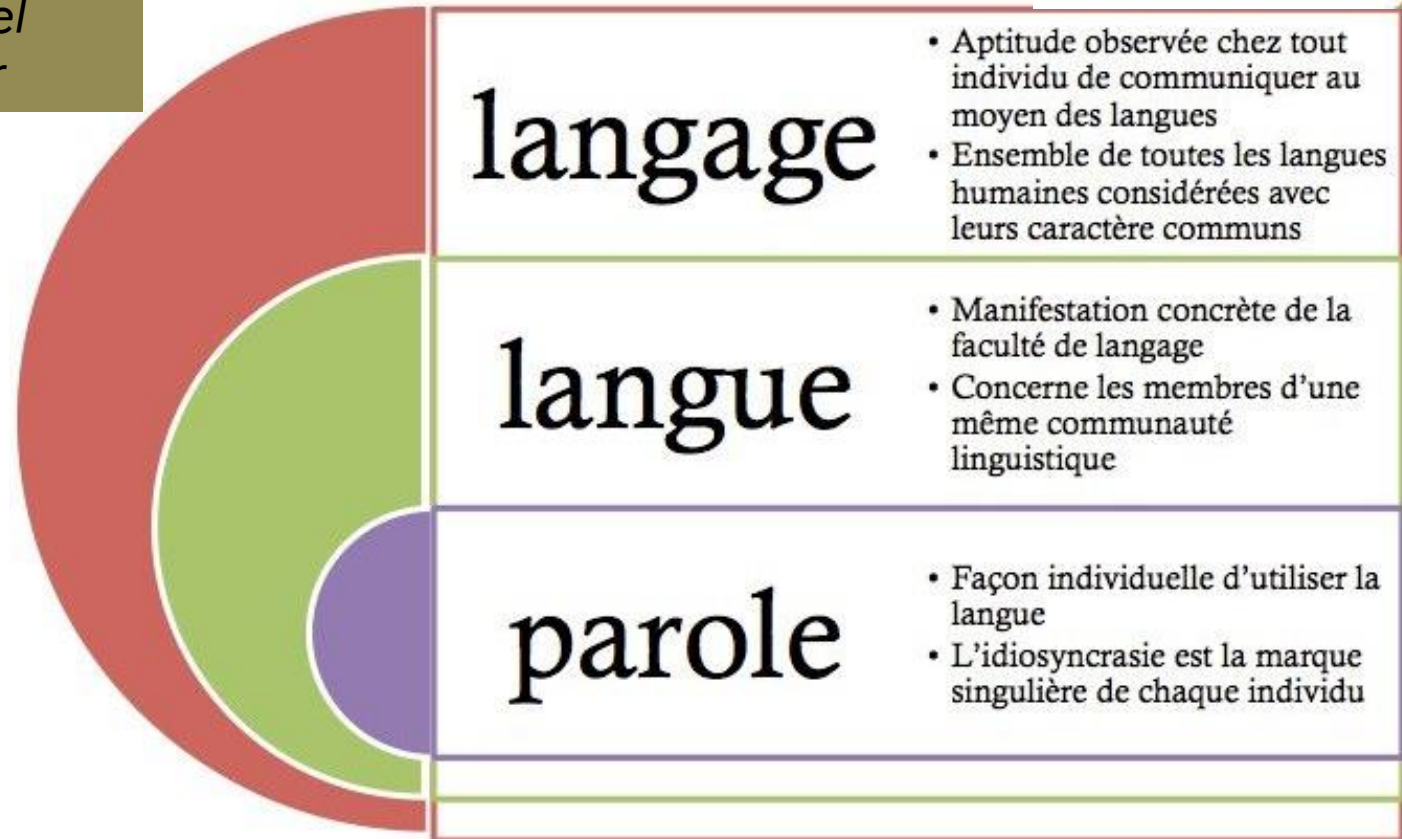 langage
• Aptitude observée chez tout
individu de communiquer au
moyen des langues
• Ensemble de toutes les langues
humaines considérées avec
leurs caractère communs
langue
• Manifestation concrète de la
faculté de langage
• Concerne les membres d'une
même communauté
linguistique
parole
• Façon individuelle d'utiliser la
langue
• L'idiosyncrasie est la marque
singulière de chaque individu